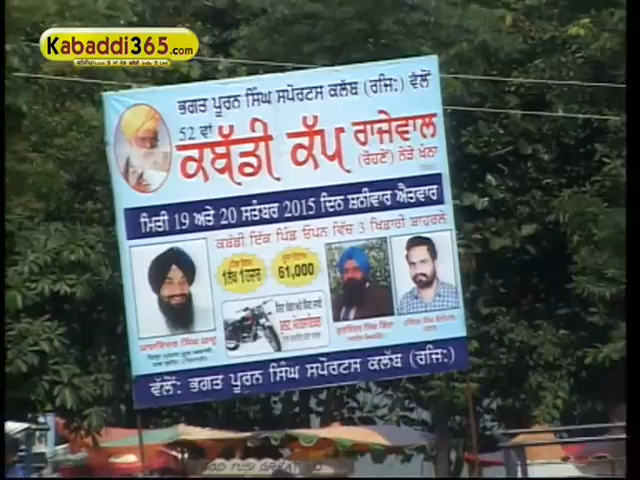 Kabaddi365.com
ਭਗਤ ਪੂਰਨ ਸਿੰਘ ਸਪੋਰਟਸ ਕਲੱਬ (ਰਜਿ:) ਵੱਲੋਂ
52 ਵਾਂ
ਕਬੱਡੀ ਕੱਪ ਰਾਜੇਵਾਲ
(ਰੋਹਣੋਂ) ਨੇੜੇ ਖੰਨਾ
ਮਿਤੀ 19 ਅਤੇ 20 ਸਤੰਬਰ 2015 ਦਿਨ ਸ਼ਨੀਵਾਰ ਐਤਵਾਰ
ਕਬੱਡੀ ਇੱਕ ਪਿੰਡ ਓਪਨ ਵਿੱਚ 3 ਖਿਡਾਰੀ ਬਾਹਰਲੇ
61,000
ਵੱਲੋਂ: ਭਗਤ ਪੂਰਨ ਸਿੰਘ ਸਪੋਰਟਸ ਕਲੱਬ (ਰਜਿ:)